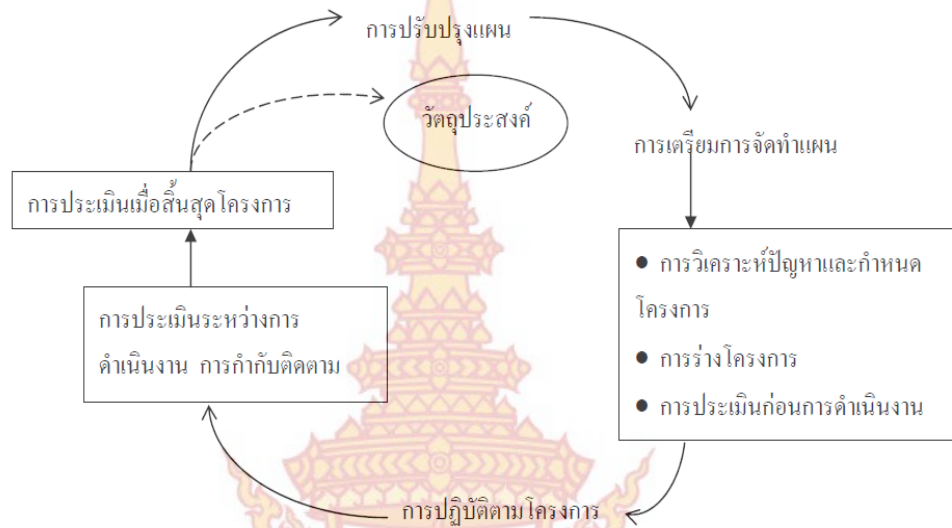 การปรับปรุงแผน
วัตถุประสงค์
การเตรียมการจัดทำแผน
การประเมินเมื่อสิ้นสุดโครงการ
● การวิเคราะห์ปัญหาและกำหนด
โครงการ
● การร่างโครงการ
● การประเมินก่อนการดำเนินงาน
การประเมินระหว่างการ
ดำเนินงาน การกำกับติดตาม
การปฏิบัติตามโครงการ